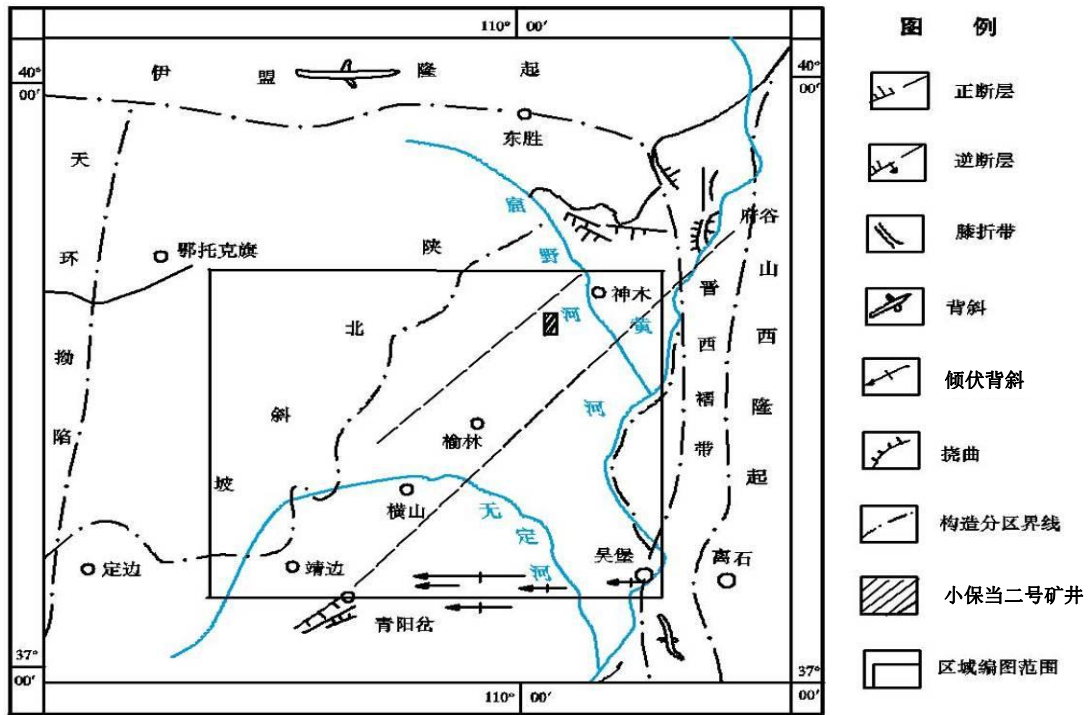 110° 00′
图 例
伊 盟 隆 起
40° 00′
40° 00′
正断层
东胜
天 环 拗 陷
逆断层
窟 野 河
府谷
鄂托克旗
陕 北 斜 坡
膝折带
神木
黄 河
晋 西 褶 带
山 西 隆 起
背斜
倾伏背斜
榆林
挠曲
横山
无 定 河
构造分区界线
定边
靖边
吴堡
离石
小保当二号矿井
青阳岔
37° 00′
37° 00′
区域编图范围
110° 00′